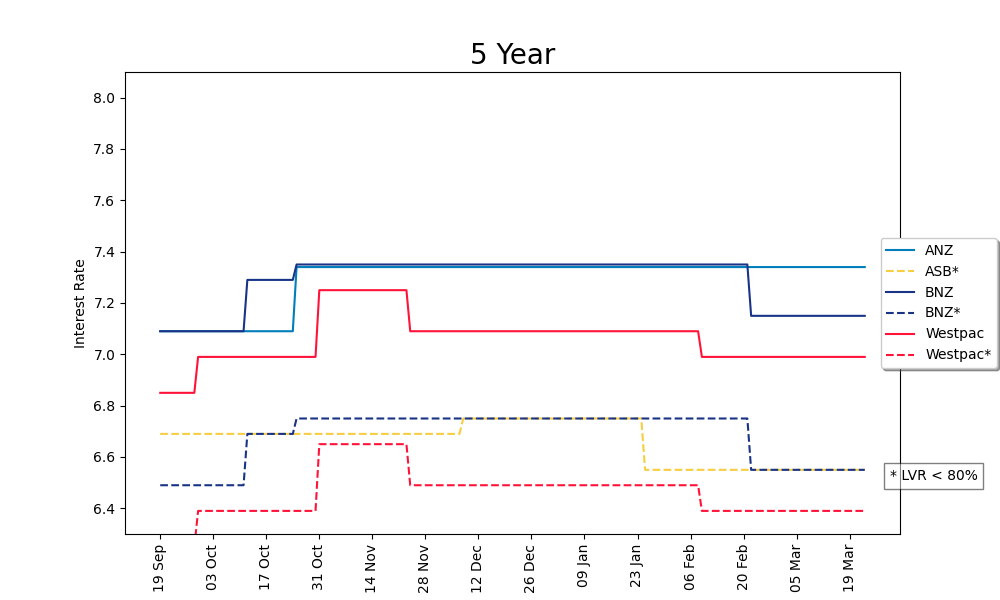 5 Year
Interest Rate
8.0
7.8
7.6
7.4
7.2
7.0
6.8
6.6
6.4
19 Sep
03 Oct
17 Oct
31 Oct
14 Nov
28 Nov
12 Dec
26 Dec
09 Jan
23 Jan
06 Feb
20 Feb
05 Mar
19 Mar
ANZ
ASB*
BNZ
BNZ*
Westpac
Westpac*
* LVR < 80%